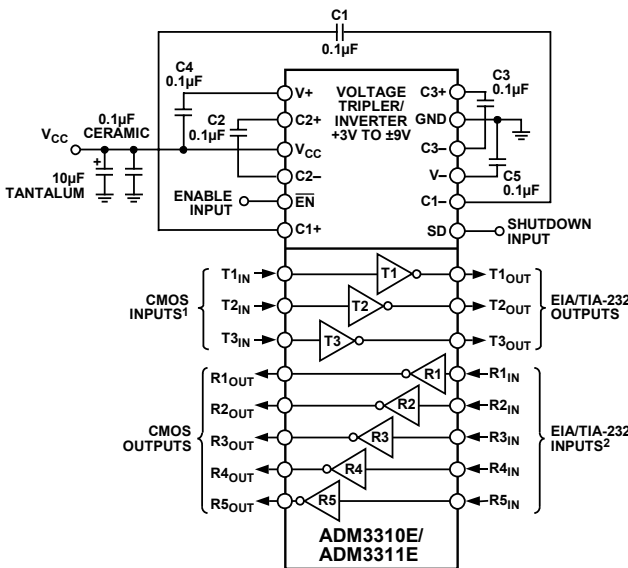 C1
0.1µF
C4
0.1µF
V+
VOLTAGE
TRIPLER/
INVERTER
+3V TO ±9V
C3+
C3
0.1µF
C2
0.1µF
C2+
GND
0.1µF
CERAMIC
VCC
VCC
C3–
+
10µF
TANTALUM
C2–
V–
C5
0.1µF
ENABLE
INPUT
EN
C1–
C1+
SD
SHUTDOWN
INPUT
CMOS
INPUTS1
T1IN
T1
T1OUT
T2IN
T2
T2OUT
T3IN
T3
T3OUT
EIA/TIA-232
OUTPUTS
CMOS
OUTPUTS
R1OUT
R1
R1IN
R2OUT
R2
R2IN
R3OUT
R3
R3IN
R4OUT
R4
R4IN
R5OUT
R5
R5IN
EIA/TIA-232
INPUTS2
ADM3310E/
ADM3311E